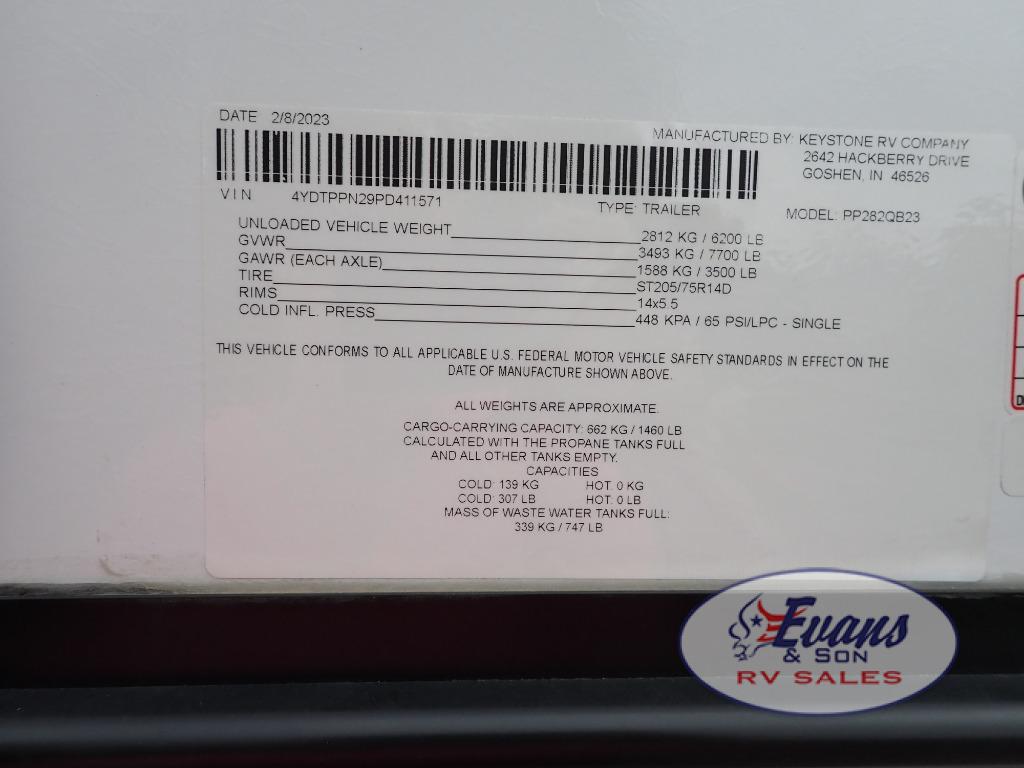 DATE 2/8/2023
MANUFACTURED BY: KEYSTONE RV COMPANY
2642 HACKBERRY DRIVE
GOSHEN, IN 46526
VIN 4YDTPPN29PD411571 TYPE: TRAILER MODEL: PP282QB23
UNLOADED VEHICLE WEIGHT 2812 KG / 6200 LB
GVWR 3493 KG / 7700 LB
GAWR (EACH AXLE) 1588 KG / 3500 LB
TIRE ST205/75R14D
RIMS 14x5.5
COLD INFL. PRESS 448 KPA / 65 PSI/LPC - SINGLE
THIS VEHICLE CONFORMS TO ALL APPLICABLE U.S. FEDERAL MOTOR VEHICLE SAFETY STANDARDS IN EFFECT ON THE
DATE OF MANUFACTURE SHOWN ABOVE.
ALL WEIGHTS ARE APPROXIMATE.
CARGO-CARRYING CAPACITY: 662 KG / 1460 LB
CALCULATED WITH THE PROPANE TANKS FULL
AND ALL OTHER TANKS EMPTY.
CAPACITIES
COLD: 139 KG HOT: 0 KG
COLD: 307 LB HOT: 0 LB
MASS OF WASTE WATER TANKS FULL:
339 KG / 747 LB
Evans
& SON
RV SALES